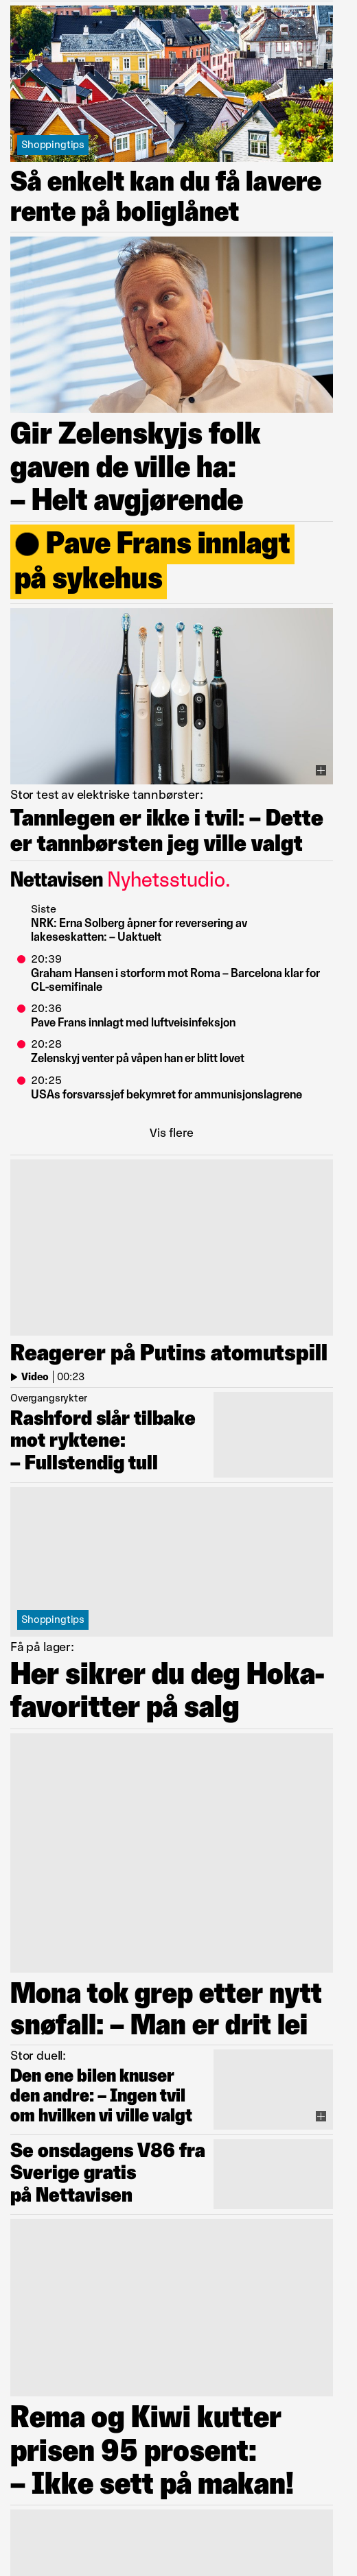 Shoppingtips
Så enkelt kan du få lavere
rente på boliglånet
Gir Zelenskyjs folk
gaven de ville ha:
– Helt avgjørende
Pave Frans innlagt
på sykehus
Stor test av elektriske tannbørster:
Tannlegen er ikke i tvil: – Dette
er tannbørsten jeg ville valgt
Nettavisen Nyhetsstudio.
Siste
NRK: Erna Solberg åpner for reversering av
lakeseskatten: – Uaktuelt
20:39
Graham Hansen i storform mot Roma – Barcelona klar for
CL-semifinale
20:36
Pave Frans innlagt med luftveisinfeksjon
20:28
Zelenskyj venter på våpen han er blitt lovet
20:25
USAs forsvarssjef bekymret for ammunisjonslagrene
Vis flere
Reagerer på Putins atomutspill
Video | 00:23
Overgangsrykter
Rashford slår tilbake
mot ryktene:
– Fullstendig tull
Shoppingtips
Få på lager:
Her sikrer du deg Hoka-
favoritter på salg
Mona tok grep etter nytt
snøfall: – Man er drit lei
Stor duell:
Den ene bilen knuser
den andre: – Ingen tvil
om hvilken vi ville valgt
Se onsdagens V86 fra
Sverige gratis
på Nettavisen
Rema og Kiwi kutter
prisen 95 prosent:
– Ikke sett på makan!